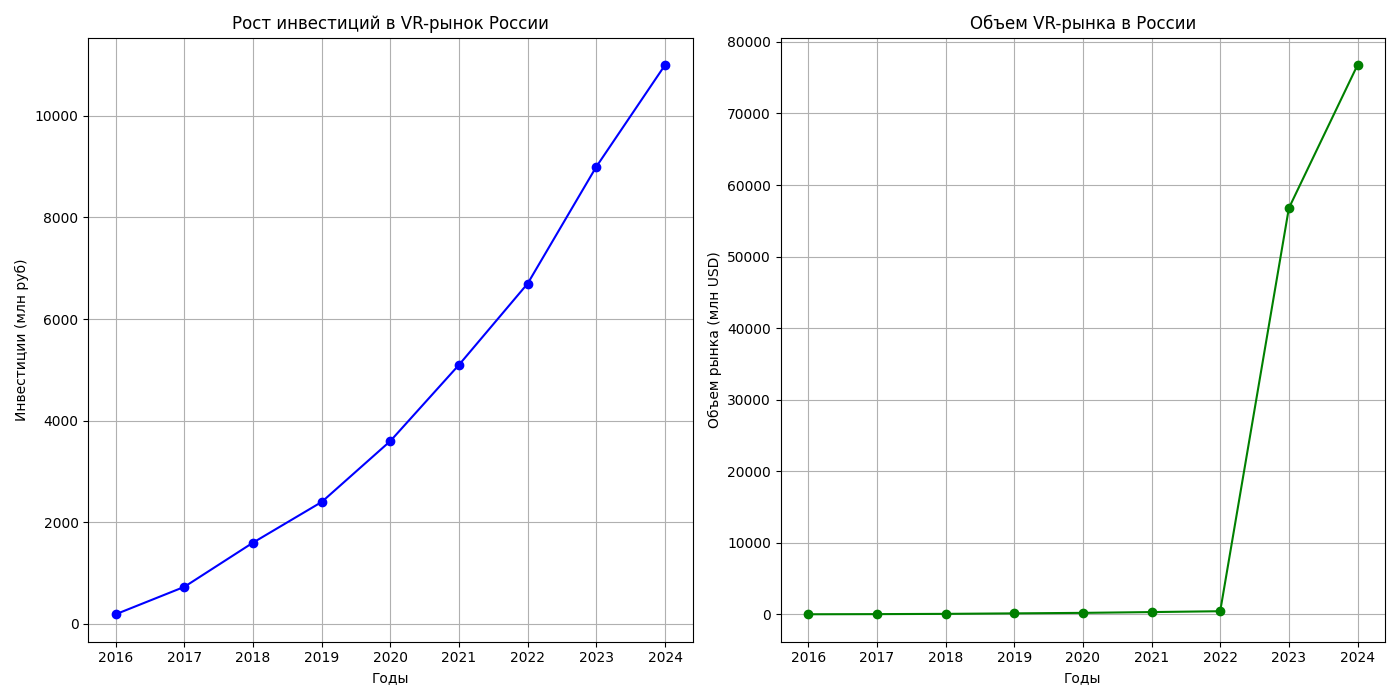 Рост инвестиций в VR-рынок России
Инвестиции (млн руб)
10000
8000
6000
4000
2000
0
2016 2017 2018 2019 2020 2021 2022 2023 2024
Годы
Объем VR-рынка в России
Объем рынка (млн USD)
80000
70000
60000
50000
40000
30000
20000
10000
0
2016 2017 2018 2019 2020 2021 2022 2023 2024
Годы